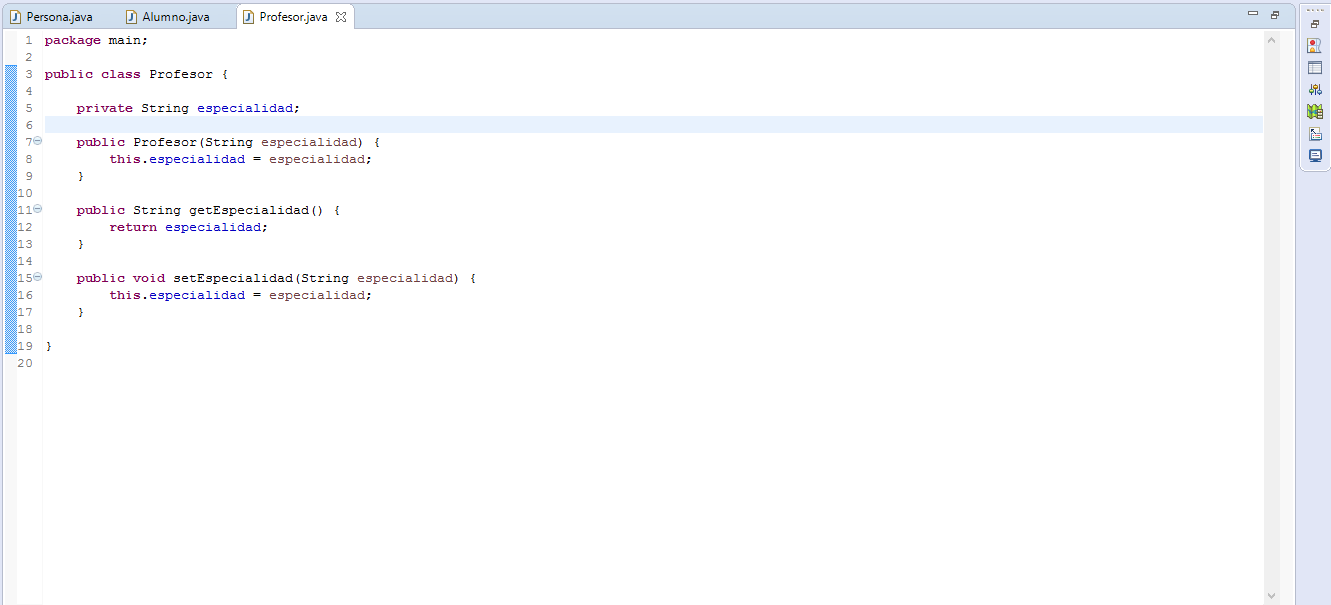 Persona.java Alumno.java Profesor.java
1 package main;
2
3 public class Profesor {
4
5     private String especialidad;
6
7     public Profesor(String especialidad) {
8         this.especialidad = especialidad;
9     }
10
11     public String getEspecialidad() {
12         return especialidad;
13     }
14
15     public void setEspecialidad(String especialidad) {
16         this.especialidad = especialidad;
17     }
18
19 }
20